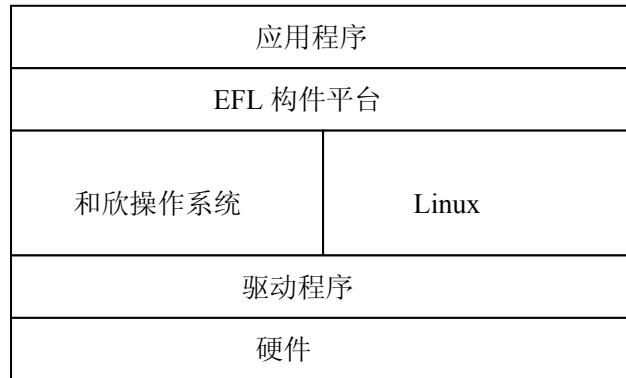 应用程序
EFL 构件平台
和欣操作系统
Linux
驱动程序
硬件